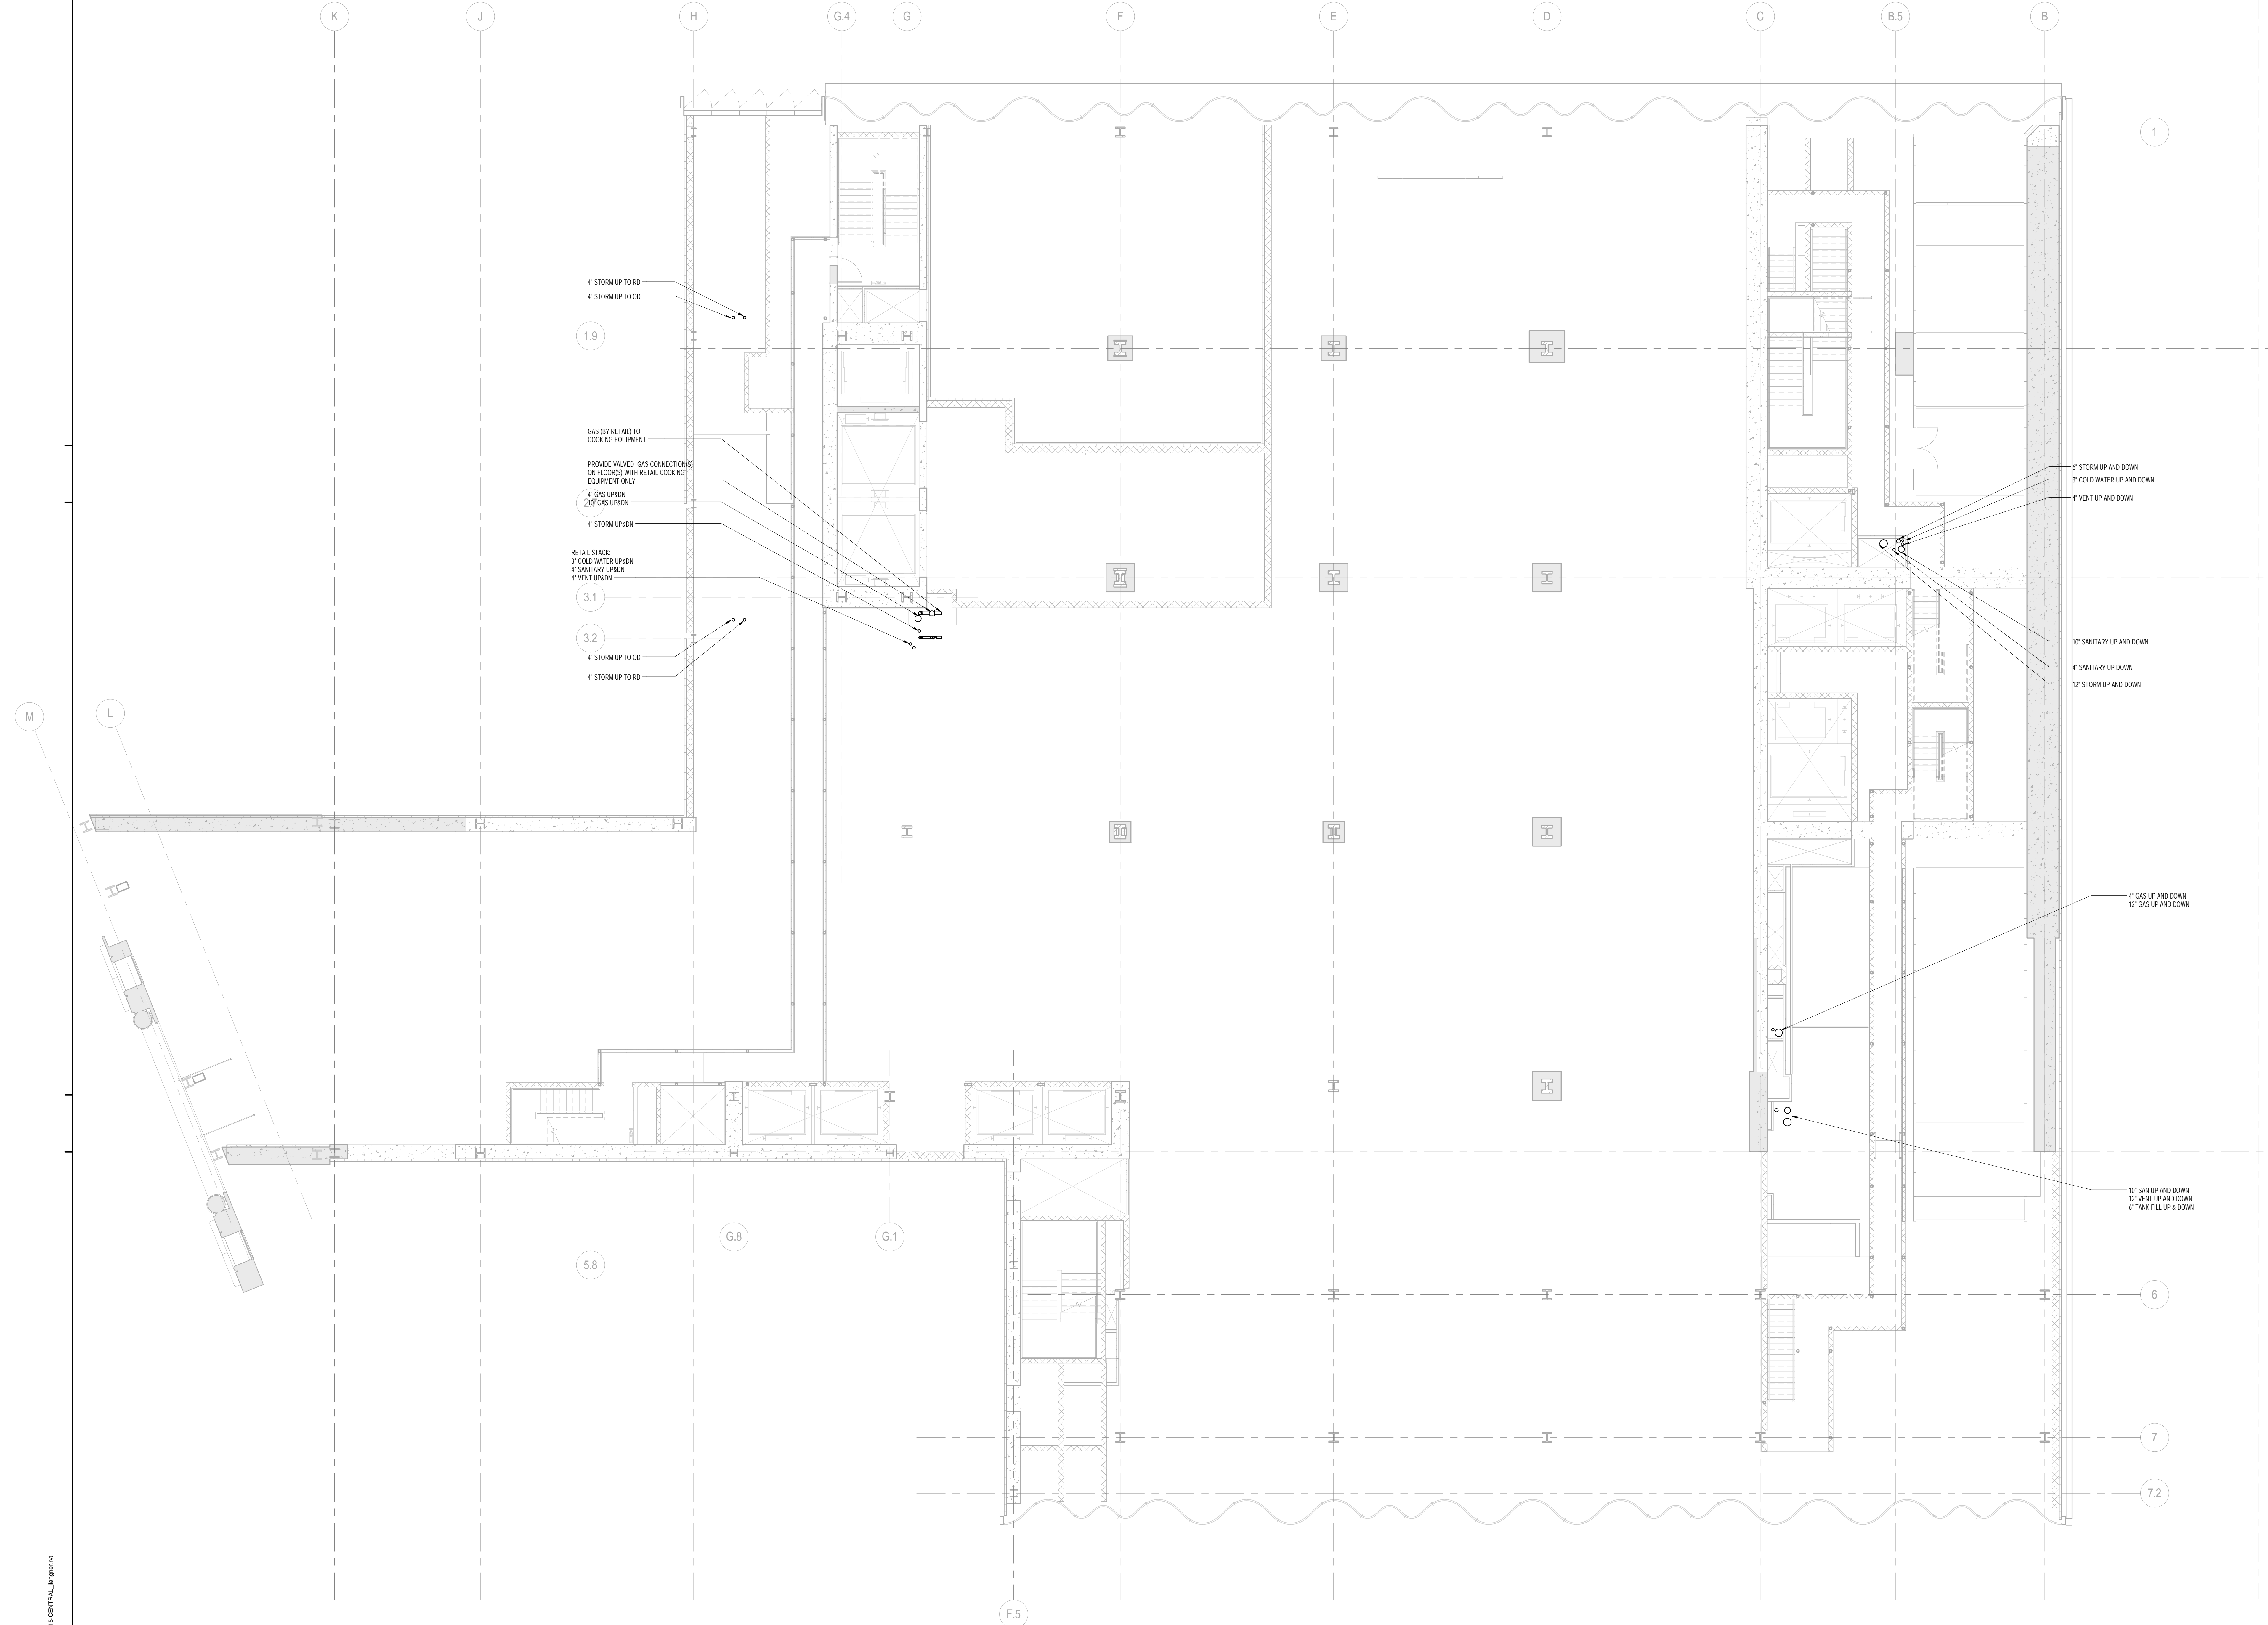 K
J
H
G.4
G
F
E
D
C
B.5
B
1
4" STORM UP TO RD
4" STORM UP TO OD
1.9
GAS (BY RETAIL) TO
COOKING EQUIPMENT
PROVIDE VALVED GAS CONNECTION(S)
ON FLOOR(S) WITH RETAIL COOKING
EQUIPMENT ONLY
4" GAS UP&DN
10" GAS UP&DN
4" STORM UP&DN
RETAIL STACK:
3" COLD WATER UP&DN
4" SANITARY UP&DN
4" VENT UP&DN
3.1
3.2
4" STORM UP TO OD
4" STORM UP TO RD
6" STORM UP AND DOWN
3" COLD WATER UP AND DOWN
4" VENT UP AND DOWN
10" SANITARY UP AND DOWN
4" SANITARY UP DOWN
12" STORM UP AND DOWN
M
L
4" GAS UP AND DOWN
12" GAS UP AND DOWN
10" SAN UP AND DOWN
12" VENT UP AND DOWN
6" TANK FILL UP & DOWN
G.8
G.1
5.8
6
7
7.2
F.5
15-CENTRAL_jlangner.rvt